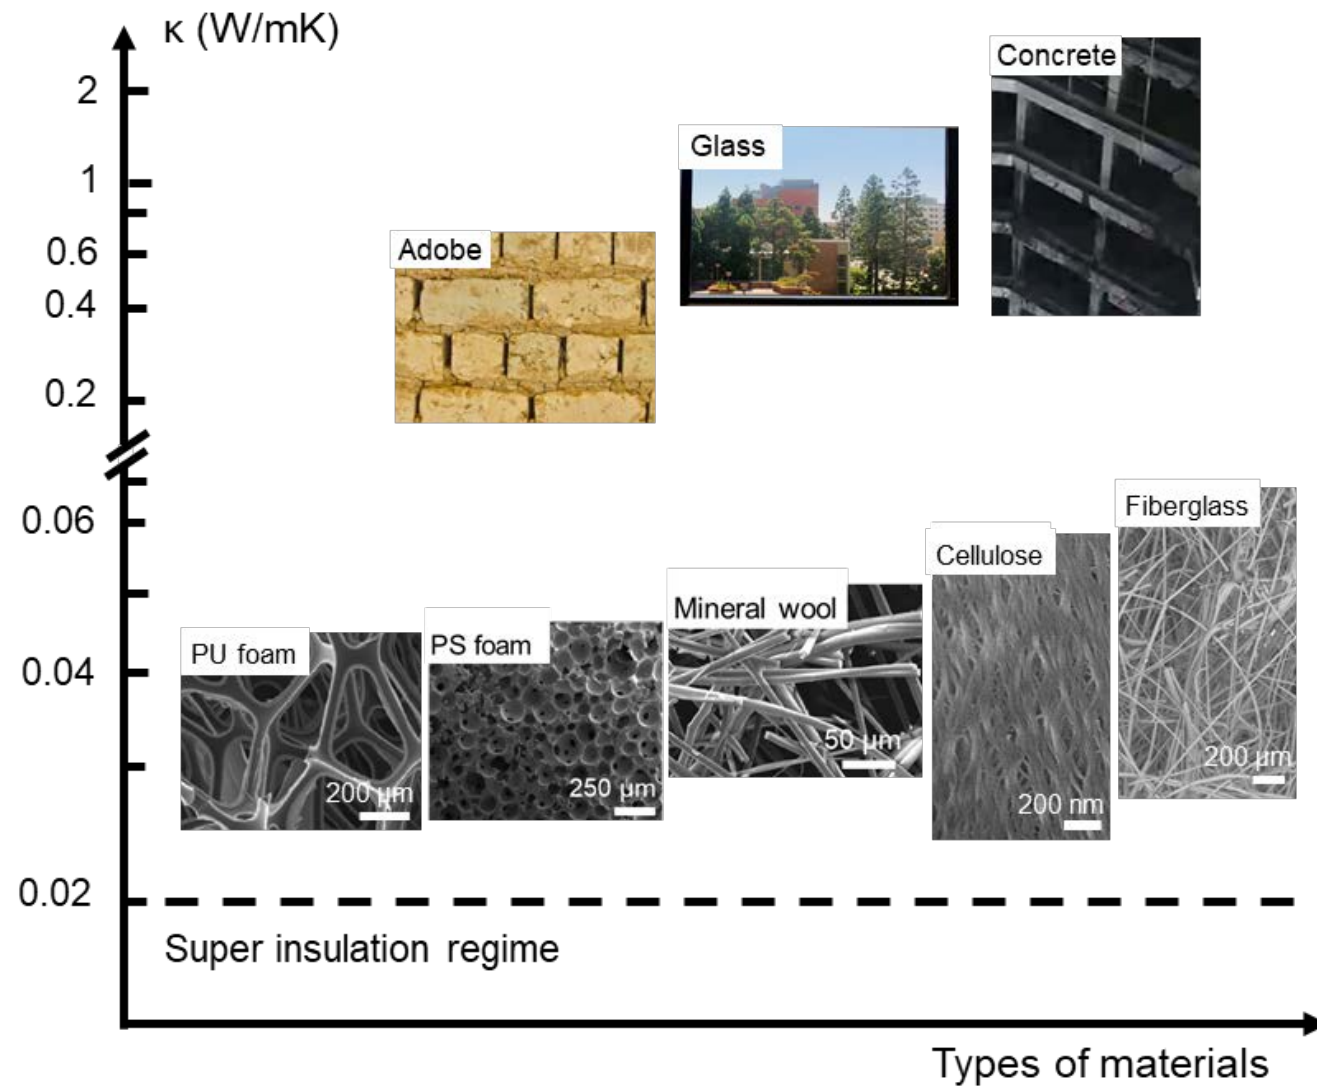 κ (W/mK)
2
1
0.6
0.4
0.2
0.06
0.04
0.02
Concrete
Glass
Adobe
Fiberglass
200 μm
Cellulose
200 nm
Mineral wool
50 μm
PS foam
250 μm
PU foam
200 μm
Super insulation regime
Types of materials